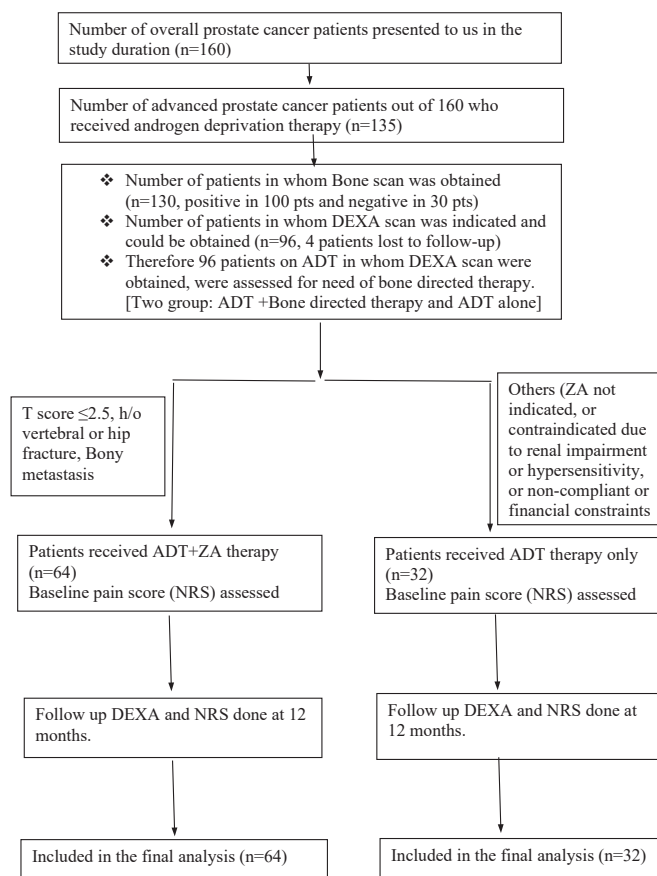 Number of overall prostate cancer patients presented to us in the
study duration (n=160)
Number of advanced prostate cancer patients out of 160 who
received androgen deprivation therapy (n=135)
❖ Number of patients in whom Bone scan was obtained
(n=130, positive in 100 pts and negative in 30 pts)
❖ Number of patients in whom DEXA scan was indicated and
could be obtained (n=96, 4 patients lost to follow-up)
❖ Therefore 96 patients on ADT in whom DEXA scan were
obtained, were assessed for need of bone directed therapy.
[Two group: ADT +Bone directed therapy and ADT alone]
T score ≤2.5, h/o
vertebral or hip
fracture, Bony
metastasis
Others (ZA not
indicated, or
contraindicated due
to renal impairment
or hypersensitivity,
or non-compliant or
financial constraints
Patients received ADT+ZA therapy
(n=64)
Baseline pain score (NRS) assessed
Patients received ADT therapy only
(n=32)
Baseline pain score (NRS) assessed
Follow up DEXA and NRS done at 12
months.
Follow up DEXA and NRS done at
12 months.
Included in the final analysis (n=64)
Included in the final analysis (n=32)